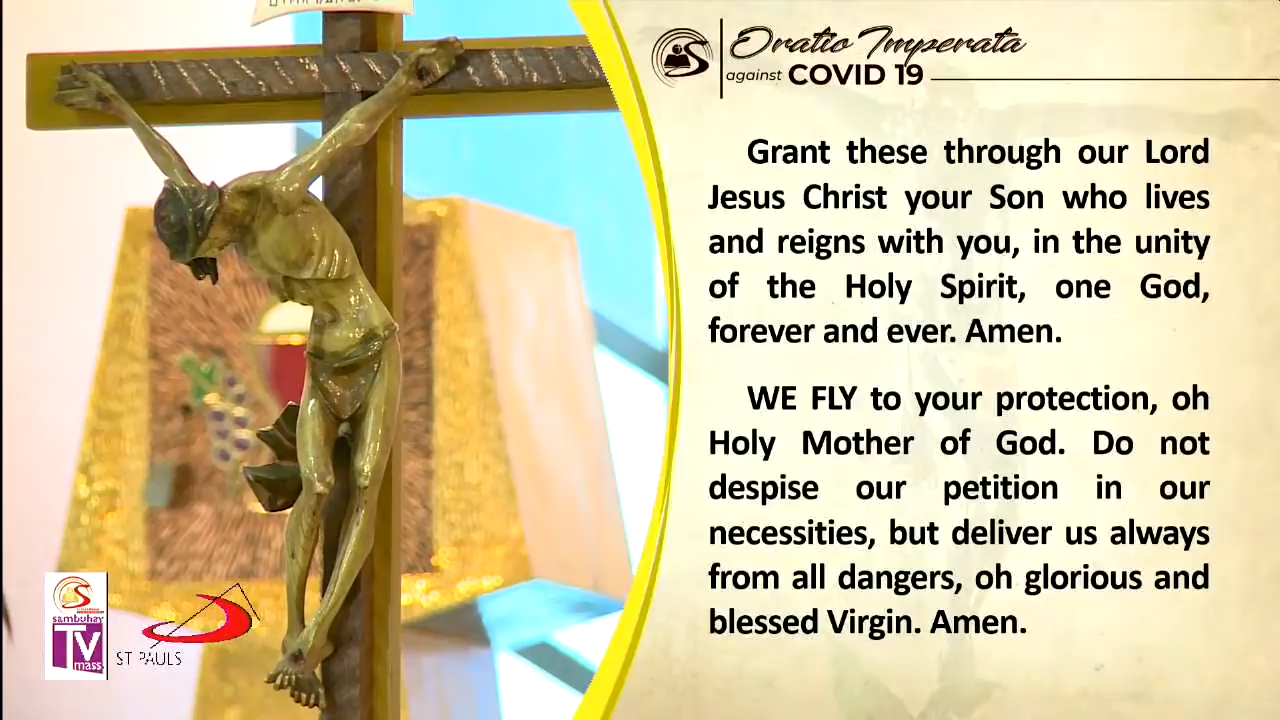 Oratio Imperata
against COVID 19
Grant these through our Lord
Jesus Christ your Son who lives
and reigns with you, in the unity
of the Holy Spirit, one God,
forever and ever. Amen.
WE FLY to your protection, oh
Holy Mother of God. Do not
despise our petition in our
necessities, but deliver us always
from all dangers, oh glorious and
blessed Virgin. Amen.
sambuhay
TV
mass
ST PAULS